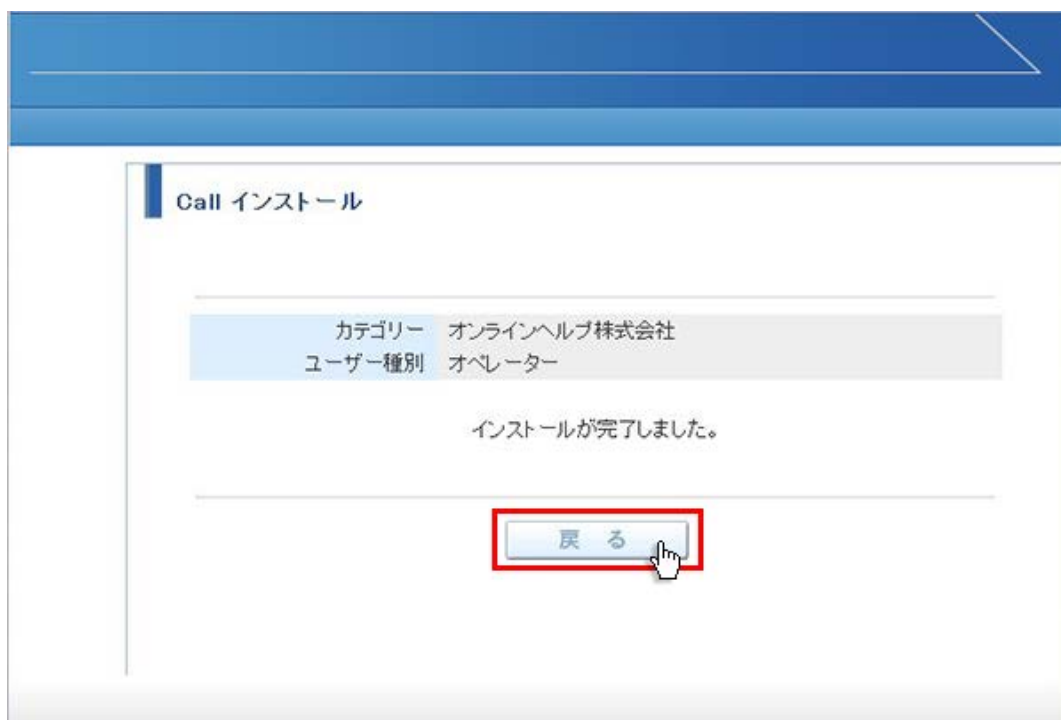 Call インストール
カテゴリー オンラインヘルプ株式会社
ユーザー種別 オペレーター
インストールが完了しました。
戻 る